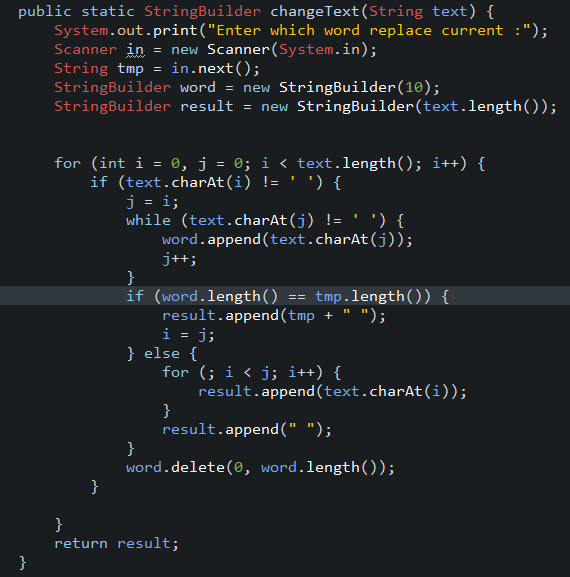 public static StringBuilder changeText(String text) {
System.out.print("Enter which word replace current :");
Scanner in = new Scanner(System.in);
String tmp = in.next();
StringBuilder word = new StringBuilder(10);
StringBuilder result = new StringBuilder(text.length());
for (int i = 0, j = 0; i < text.length(); i++) {
if (text.charAt(i) != ' ') {
j = i;
while (text.charAt(j) != ' ') {
word.append(text.charAt(j));
j++;
}
if (word.length() == tmp.length()) {
result.append(tmp + " ");
i = j;
} else {
for (; i < j; i++) {
result.append(text.charAt(i));
}
result.append(" ");
}
word.delete(0, word.length());
}
}
return result;
}